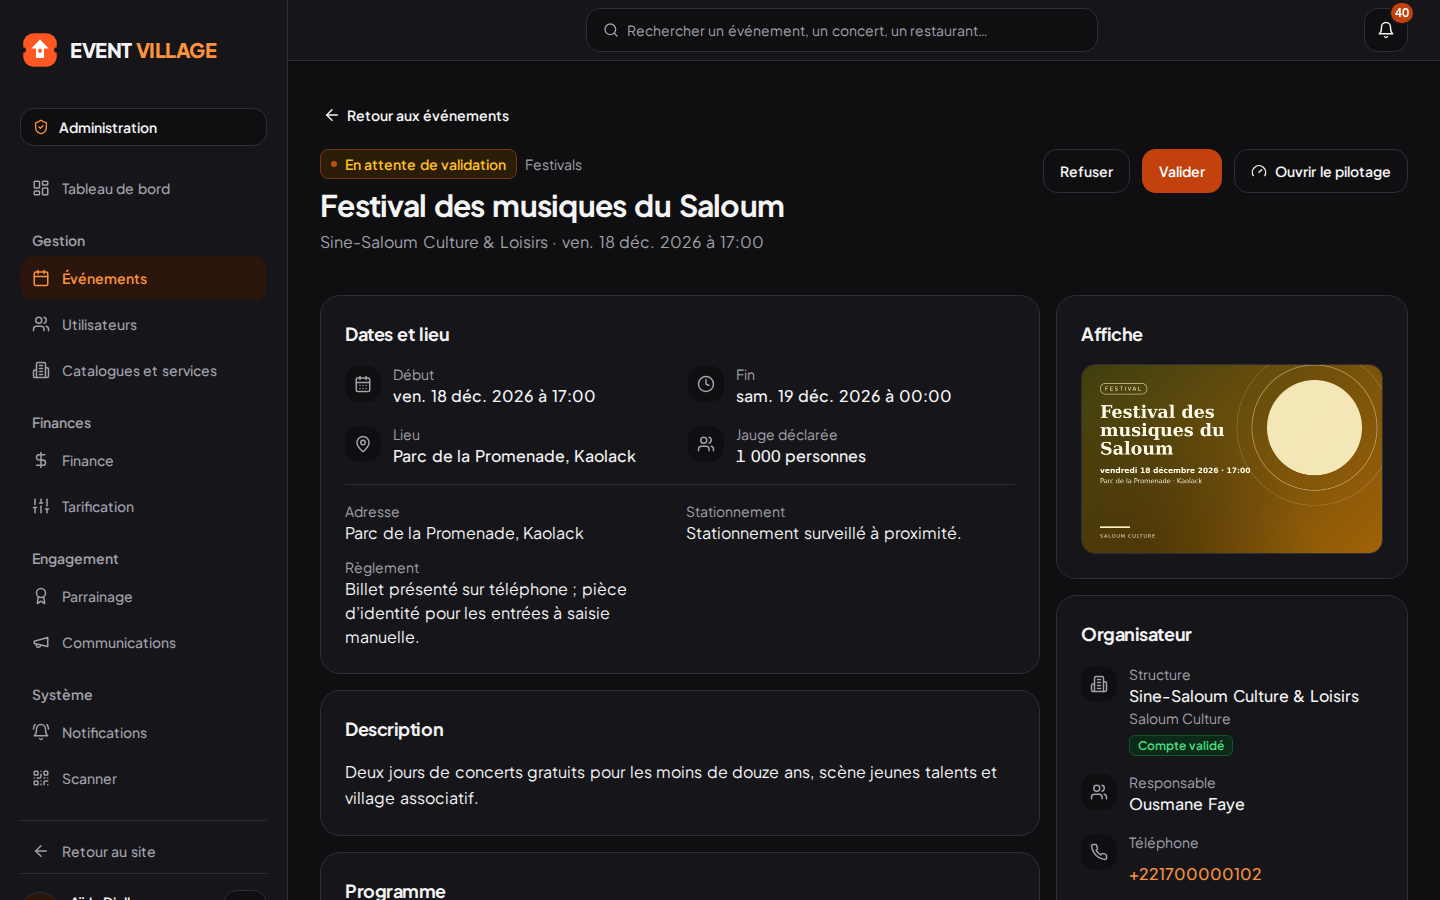 EVENT VILLAGE
Rechercher un événement, un concert, un restaurant...
40
Administration
Tableau de bord
Gestion
Événements
Utilisateurs
Catalogues et services
Finances
Finance
Tarification
Engagement
Parrainage
Communications
Système
Notifications
Scanner
Retour au site
Retour aux événements
En attente de validation
Festivals
Festival des musiques du Saloum
Sine-Saloum Culture & Loisirs · ven. 18 déc. 2026 à 17:00
Refuser
Valider
Ouvrir le pilotage
Dates et lieu
Début
ven. 18 déc. 2026 à 17:00
Fin
sam. 19 déc. 2026 à 00:00
Lieu
Parc de la Promenade, Kaolack
Jauge déclarée
1 000 personnes
Adresse
Parc de la Promenade, Kaolack
Stationnement
Stationnement surveillé à proximité.
Règlement
Billet présenté sur téléphone ; pièce
d’identité pour les entrées à saisie
manuelle.
Description
Deux jours de concerts gratuits pour les moins de douze ans, scène jeunes talents et
village associatif.
Programme
Affiche
FESTIVAL
Festival des
musiques du
Saloum
vendredi 18 décembre 2026 · 17:00
Parc de la Promenade · Kaolack
SALOUM CULTURE
Organisateur
Structure
Sine-Saloum Culture & Loisirs
Saloum Culture
Compte validé
Responsable
Ousmane Faye
Téléphone
+221700000102